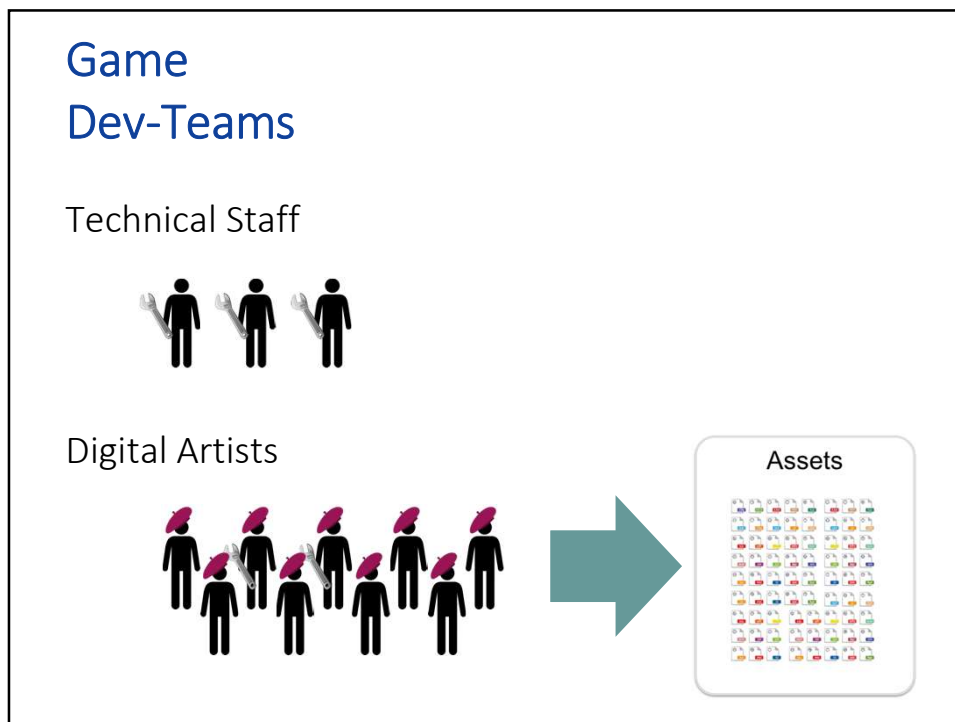 Game
Dev-Teams
Technical Staff
Digital Artists
Assets